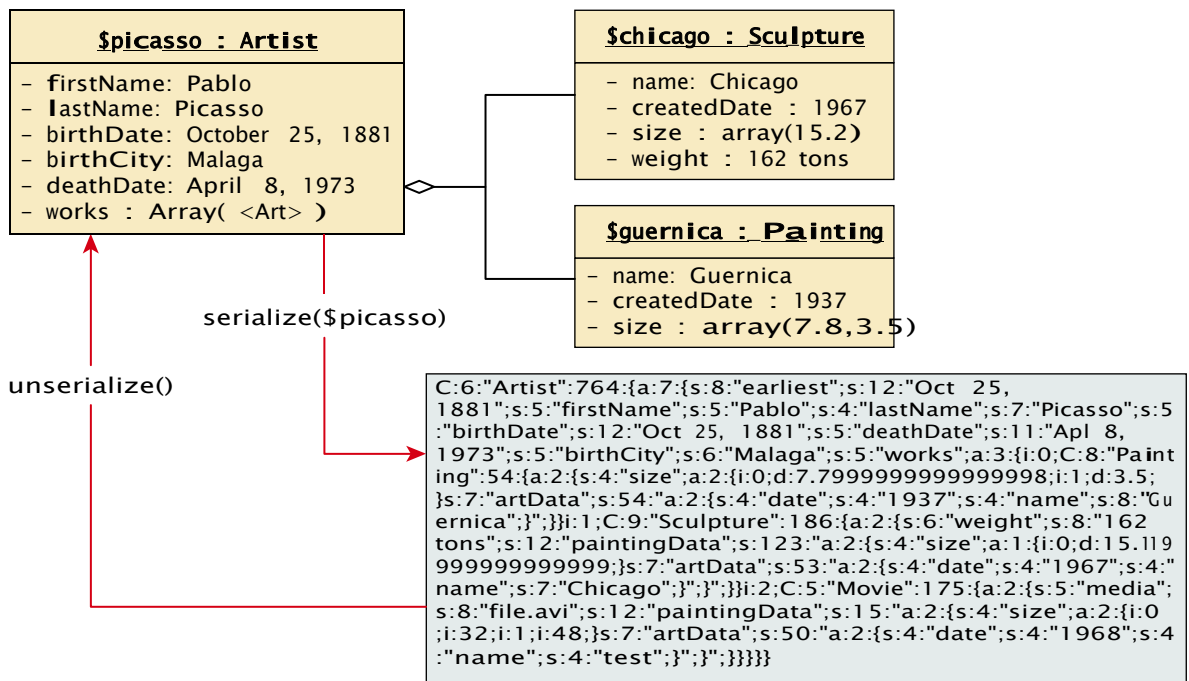 $picasso : Artist
- firstName: Pablo
- lastName: Picasso
- birthDate: October 25, 1881
- birthCity: Malaga
- deathDate: April 8, 1973
- works : Array( <Art> )
$chicago : Sculpture
- name: Chicago
- createdDate : 1967
- size : array(15.2)
- weight : 162 tons
$guernica : Painting
- name: Guernica
- createdDate : 1937
- size : array(7.8,3.5)
serialize($picasso)
unserialize()
C:6:"Artist":764:{a:7:{s:8:"earliest";s:12:"Oct 25,
1881";s:5:"firstName";s:5:"Pablo";s:4:"lastName";s:7:"Picasso";s:5
:"birthDate";s:12:"Oct 25, 1881";s:5:"deathDate";s:11:"Apl 8,
1973";s:5:"birthCity";s:6:"Malaga";s:5:"works";a:3:{i:0;C:8:"Paint
ing":54:{a:2:{s:4:"size";a:2:{i:0;d:7.7999999999999998;i:1;d:3.5;
}s:7:"artData";s:54:"a:2:{s:4:"date";s:4:"1937";s:4:"name";s:8:"Gu
ernica";}";}}i:1;C:9:"Sculpture":186:{a:2:{s:6:"weight";s:8:"162
tons";s:12:"paintingData";s:123:"a:2:{s:4:"size";a:1:{i:0;d:15.119
999999999999;}s:7:"artData";s:53:"a:2:{s:4:"date";s:4:"1967";s:4:"
name";s:7:"Chicago";}";}";}}i:2;C:5:"Movie":175:{a:2:{s:5:"media";
s:8:"file.avi";s:12:"paintingData";s:15:"a:2:{s:4:"size";a:2:{i:0
;i:32;i:1;i:48;}s:7:"artData";s:50:"a:2:{s:4:"date";s:4:"1968";s:4
:"name";s:4:"test";}";}";}}}}}